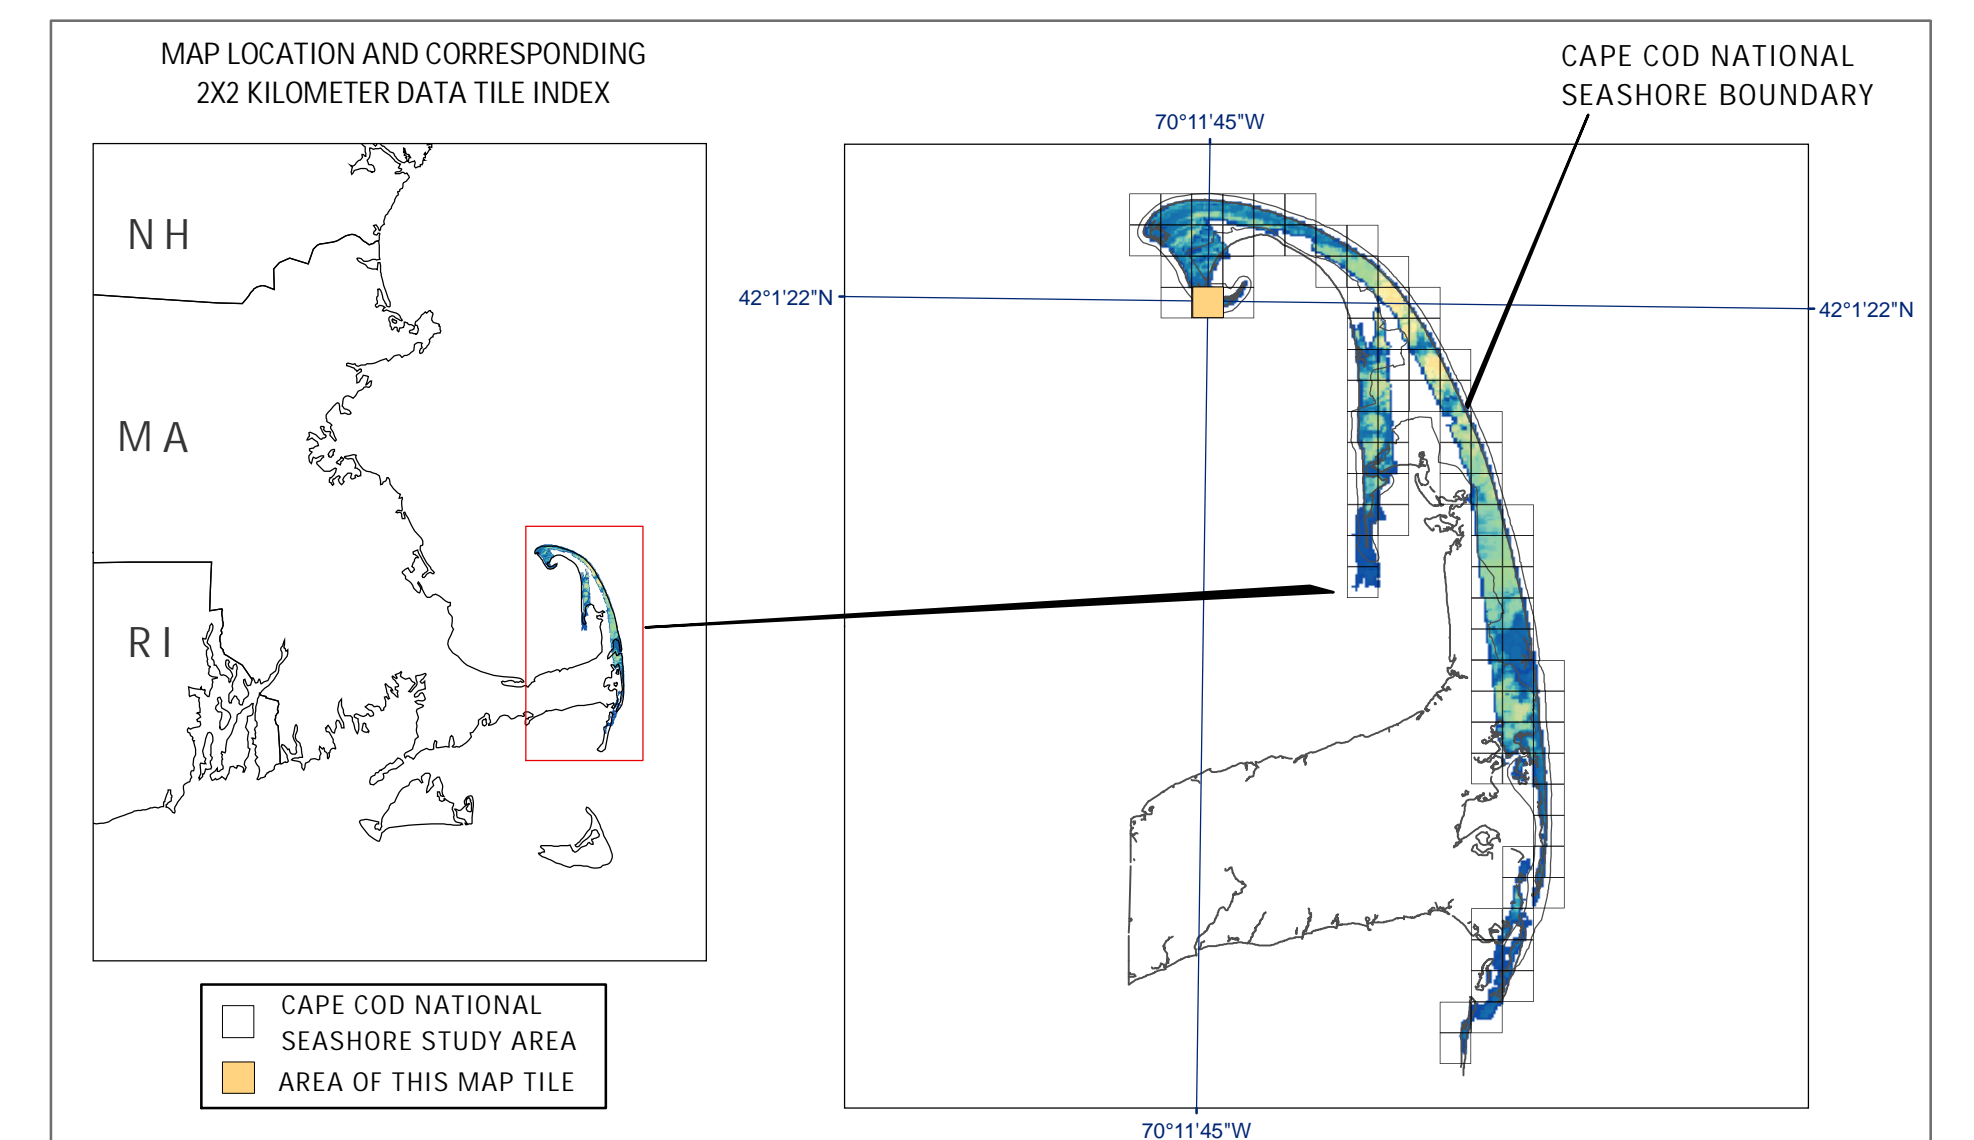 MAP LOCATION AND CORRESPONDING
2X2 KILOMETER DATA TILE INDEX
CAPE COD NATIONAL
SEASHORE BOUNDARY
70°11'45"W
NH
42°1'22"N
42°1'22"N
MA
RI
CAPE COD NATIONAL
SEASHORE STUDY AREA
AREA OF THIS MAP TILE
70°11'45"W